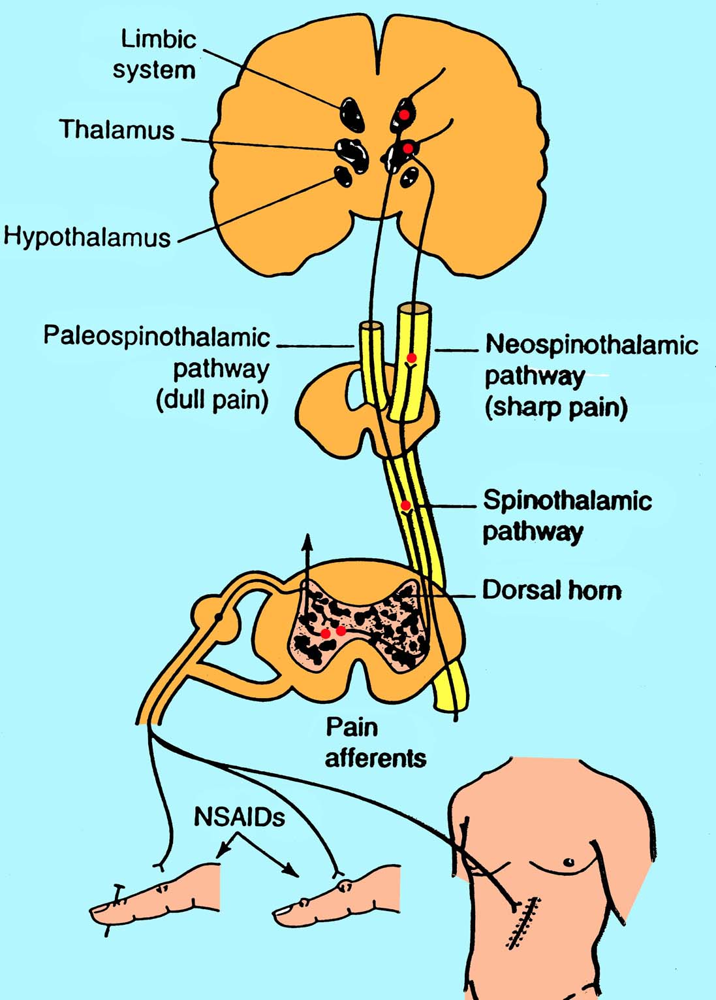 Limbic
system
Thalamus
Hypothalamus
Paleospinothalamic
pathway
(dull pain)
Neospinothalamic
pathway
(sharp pain)
Spinothalamic
pathway
Dorsal horn
Pain
afferents
NSAIDs